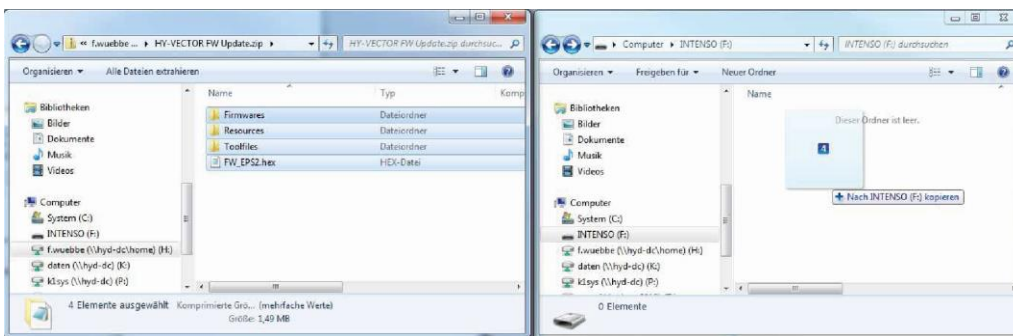 « f.wuebbe ... ▸ HY-VECTOR FW Update.zip ▸
HY-VECTOR FW Update.zip durchsuc...
Organisieren ▾ Alle Dateien extrahieren
Bibliotheken
Bilder
Dokumente
Musik
Videos
Computer
System (C:)
INTENSO (F:)
f.wuebbe (\\hyd-dc\home) (H:)
daten (\\hyd-dc) (K:)
k1sys (\\hyd-dc) (P:)
Name Typ Komp
Firmwares Dateiordner
Resources Dateiordner
Toolfiles Dateiordner
FW_EPS2.hex HEX-Datei
4 Elemente ausgewählt Komprimierte Grö... (mehrfache Werte)
Größe: 1,49 MB
▸ Computer ▸ INTENSO (F:)
INTENSO (F:) durchsuchen
Organisieren ▾ Freigeben für ▾ Neuer Ordner
Bibliotheken
Bilder
Dokumente
Musik
Videos
Computer
System (C:)
INTENSO (F:)
f.wuebbe (\\hyd-dc\home) (H:)
daten (\\hyd-dc) (K:)
k1sys (\\hyd-dc) (P:)
Name
Dieser Ordner ist leer.
4
Nach INTENSO (F:) kopieren
0 Elemente